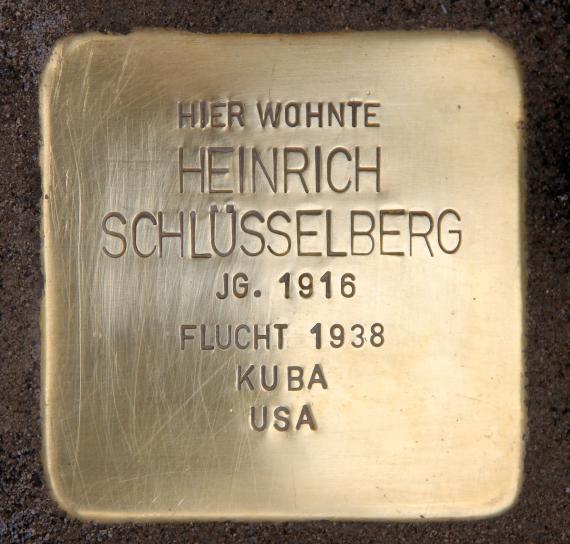 HIER WOHNTE
HEINRICH
SCHLÜSSELBERG
JG. 1916
FLUCHT 1938
KUBA
USA